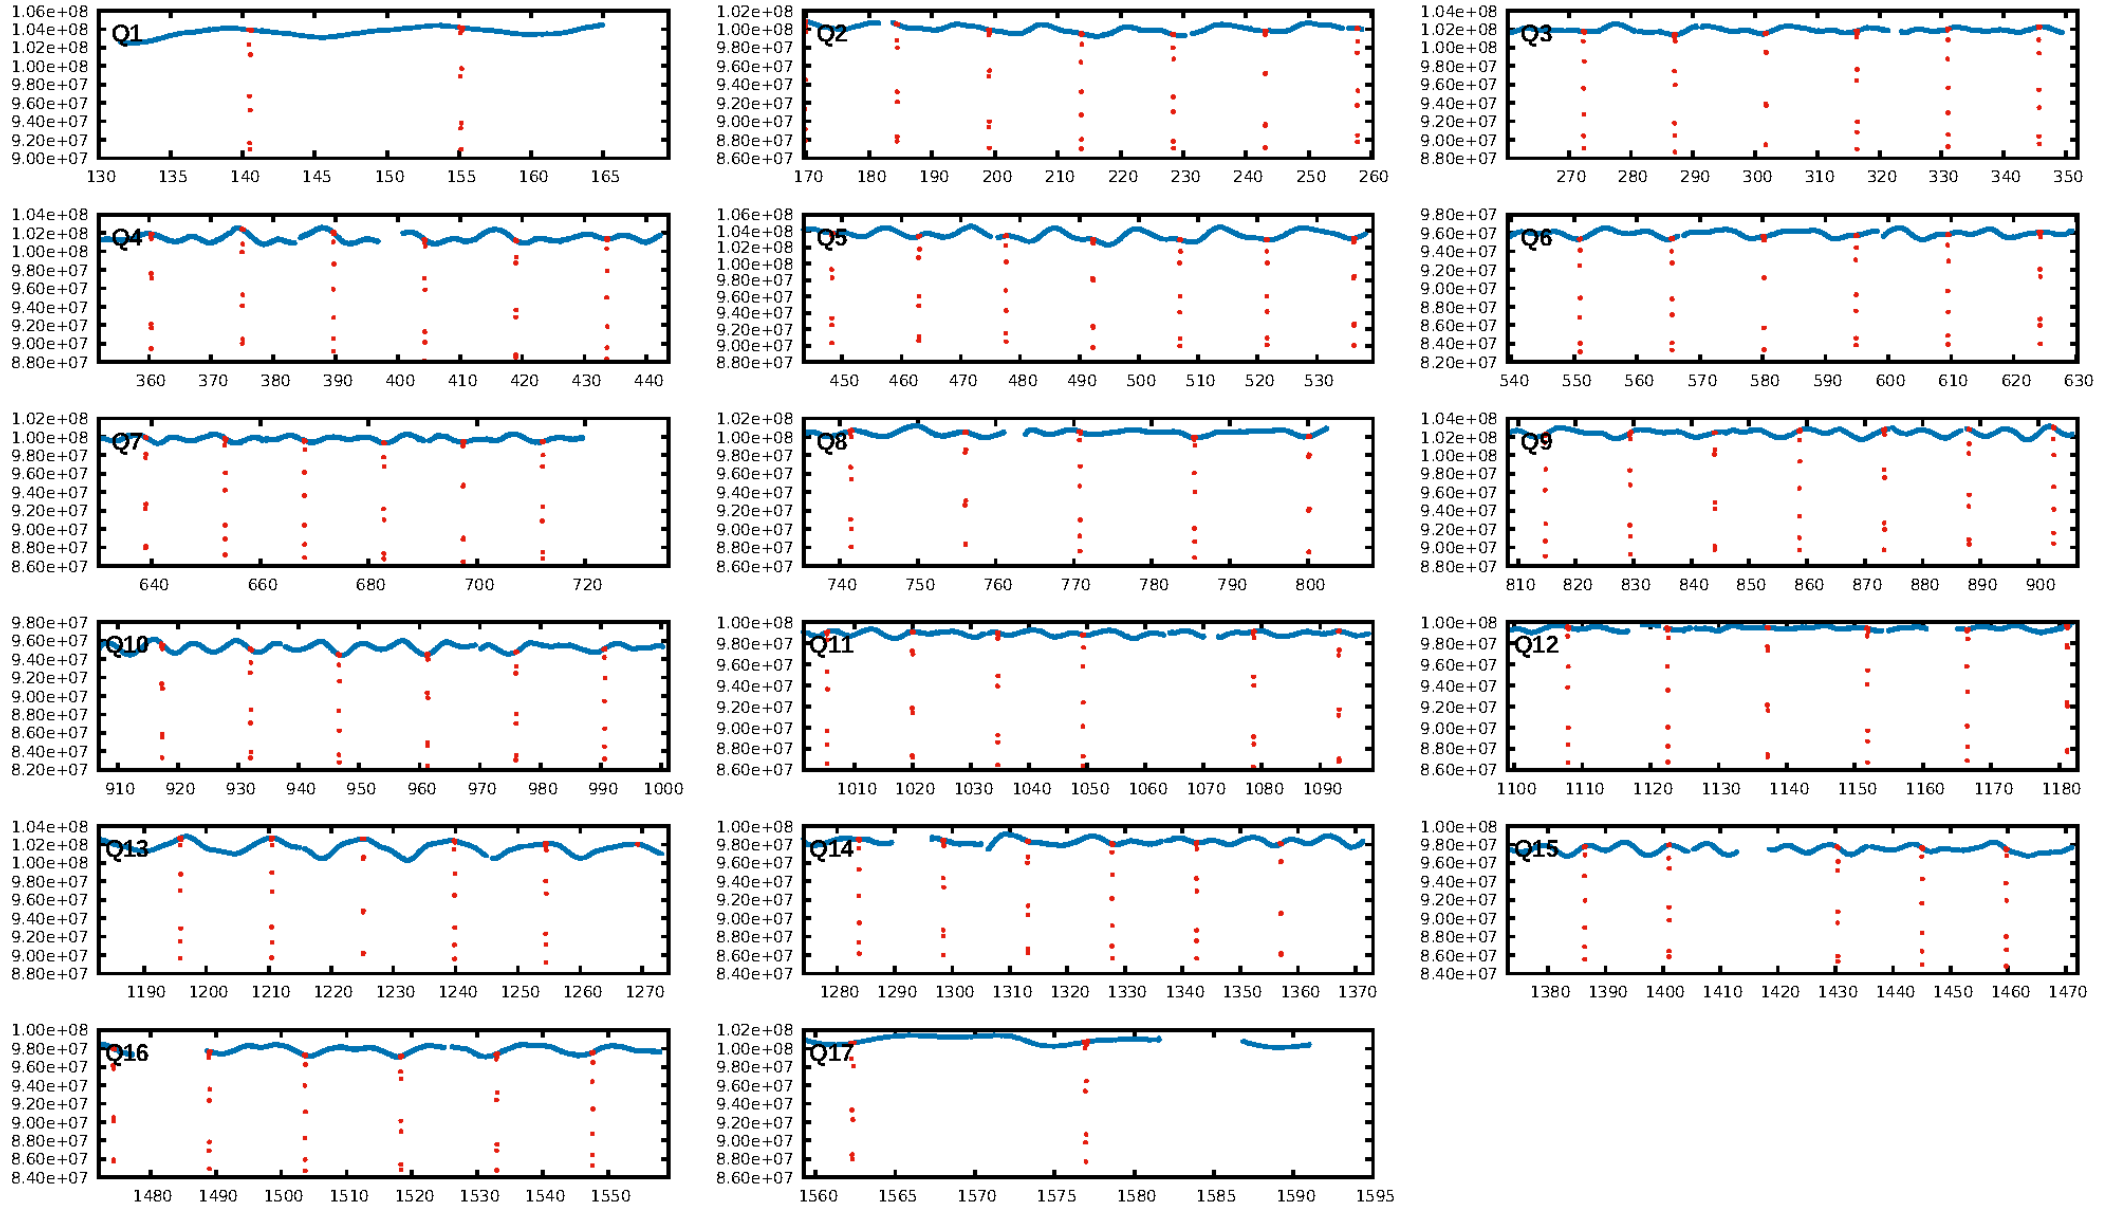 1.06e+08 1.04e+08 1.02e+08 1.00e+08 9.80e+07 9.60e+07 9.40e+07 9.20e+07 9.00e+07
Q1
130 135 140 145 150 155 160 165
1.02e+08 1.00e+08 9.80e+07 9.60e+07 9.40e+07 9.20e+07 9.00e+07 8.80e+07 8.60e+07
Q2
170 180 190 200 210 220 230 240 250 260
1.04e+08 1.02e+08 1.00e+08 9.80e+07 9.60e+07 9.40e+07 9.20e+07 9.00e+07 8.80e+07
Q3
270 280 290 300 310 320 330 340 350
1.04e+08 1.02e+08 1.00e+08 9.80e+07 9.60e+07 9.40e+07 9.20e+07 9.00e+07 8.80e+07
Q4
360 370 380 390 400 410 420 430 440
1.06e+08 1.04e+08 1.02e+08 1.00e+08 9.80e+07 9.60e+07 9.40e+07 9.20e+07 9.00e+07 8.80e+07
Q5
450 460 470 480 490 500 510 520 530
9.80e+07 9.60e+07 9.40e+07 9.20e+07 9.00e+07 8.80e+07 8.60e+07 8.40e+07 8.20e+07
Q6
540 550 560 570 580 590 600 610 620 630
1.02e+08 1.00e+08 9.80e+07 9.60e+07 9.40e+07 9.20e+07 9.00e+07 8.80e+07 8.60e+07
Q7
640 660 680 700 720
1.02e+08 1.00e+08 9.80e+07 9.60e+07 9.40e+07 9.20e+07 9.00e+07 8.80e+07 8.60e+07
Q8
740 750 760 770 780 790 800
1.04e+08 1.02e+08 1.00e+08 9.80e+07 9.60e+07 9.40e+07 9.20e+07 9.00e+07 8.80e+07
Q9
810 820 830 840 850 860 870 880 890 900
9.80e+07 9.60e+07 9.40e+07 9.20e+07 9.00e+07 8.80e+07 8.60e+07 8.40e+07 8.20e+07
Q10
910 920 930 940 950 960 970 980 990 1000
1.00e+08 9.80e+07 9.60e+07 9.40e+07 9.20e+07 9.00e+07 8.80e+07 8.60e+07
Q11
1010 1020 1030 1040 1050 1060 1070 1080 1090
1.00e+08 9.80e+07 9.60e+07 9.40e+07 9.20e+07 9.00e+07 8.80e+07 8.60e+07
Q12
1100 1110 1120 1130 1140 1150 1160 1170 1180
1.04e+08 1.02e+08 1.00e+08 9.80e+07 9.60e+07 9.40e+07 9.20e+07 9.00e+07 8.80e+07
Q13
1190 1200 1210 1220 1230 1240 1250 1260 1270
1.00e+08 9.80e+07 9.60e+07 9.40e+07 9.20e+07 9.00e+07 8.80e+07 8.60e+07 8.40e+07
Q14
1280 1290 1300 1310 1320 1330 1340 1350 1360 1370
1.00e+08 9.80e+07 9.60e+07 9.40e+07 9.20e+07 9.00e+07 8.80e+07 8.60e+07 8.40e+07
Q15
1380 1390 1400 1410 1420 1430 1440 1450 1460 1470
1.00e+08 9.80e+07 9.60e+07 9.40e+07 9.20e+07 9.00e+07 8.80e+07 8.60e+07 8.40e+07
Q16
1480 1490 1500 1510 1520 1530 1540 1550
1.02e+08 1.00e+08 9.80e+07 9.60e+07 9.40e+07 9.20e+07 9.00e+07 8.80e+07 8.60e+07
Q17
1560 1565 1570 1575 1580 1585 1590 1595